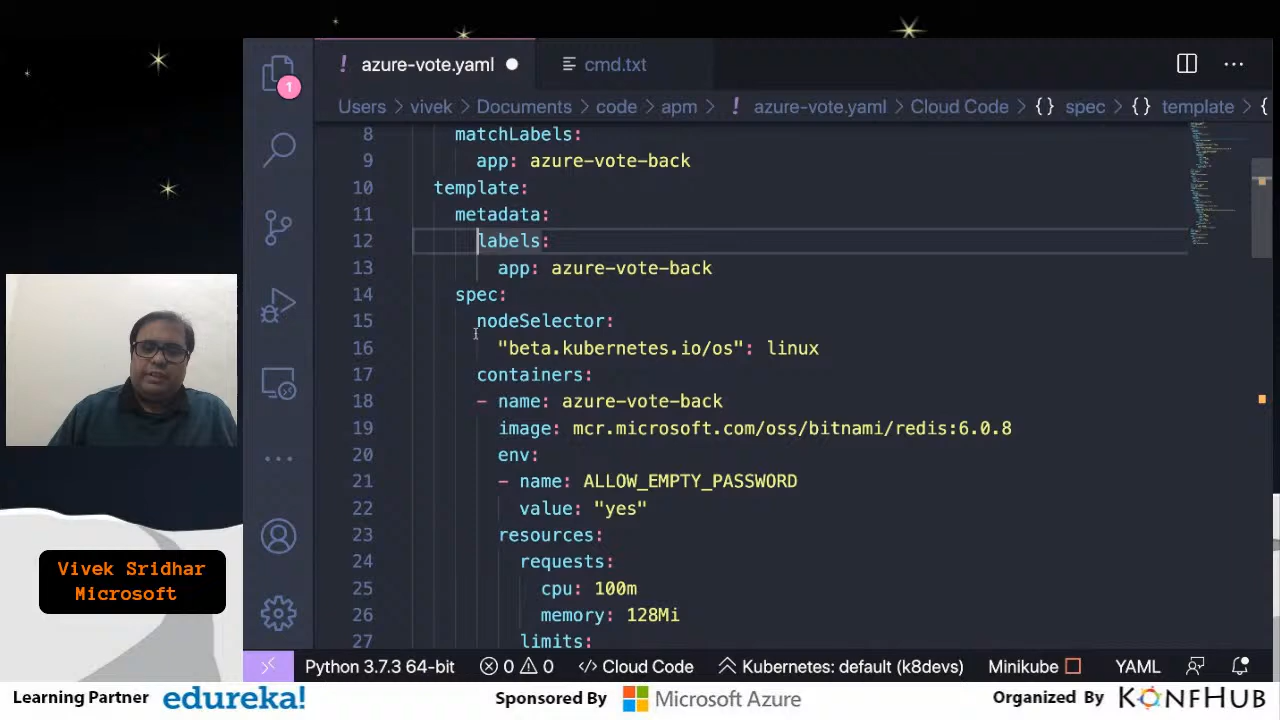 azure-vote.yaml
cmd.txt
1
Users > vivek > Documents > code > apm > ! azure-vote.yaml > Cloud Code > {} spec > {} template > {
8 matchLabels:
9 app: azure-vote-back
10 template:
11 metadata:
12 labels:
13 app: azure-vote-back
14 spec:
15 nodeSelector:
16 "beta.kubernetes.io/os": linux
17 containers:
18 - name: azure-vote-back
19 image: mcr.microsoft.com/oss/bitnami/redis:6.0.8
20 env:
21 - name: ALLOW_EMPTY_PASSWORD
22 value: "yes"
23 resources:
24 requests:
25 cpu: 100m
26 memory: 128Mi
27 limits:
Vivek Sridhar
Microsoft
Python 3.7.3 64-bit 0 0 </> Cloud Code Kubernetes: default (k8devs) Minikube YAML
Learning Partner edureka! Sponsored By Microsoft Azure Organized By KONFHUB